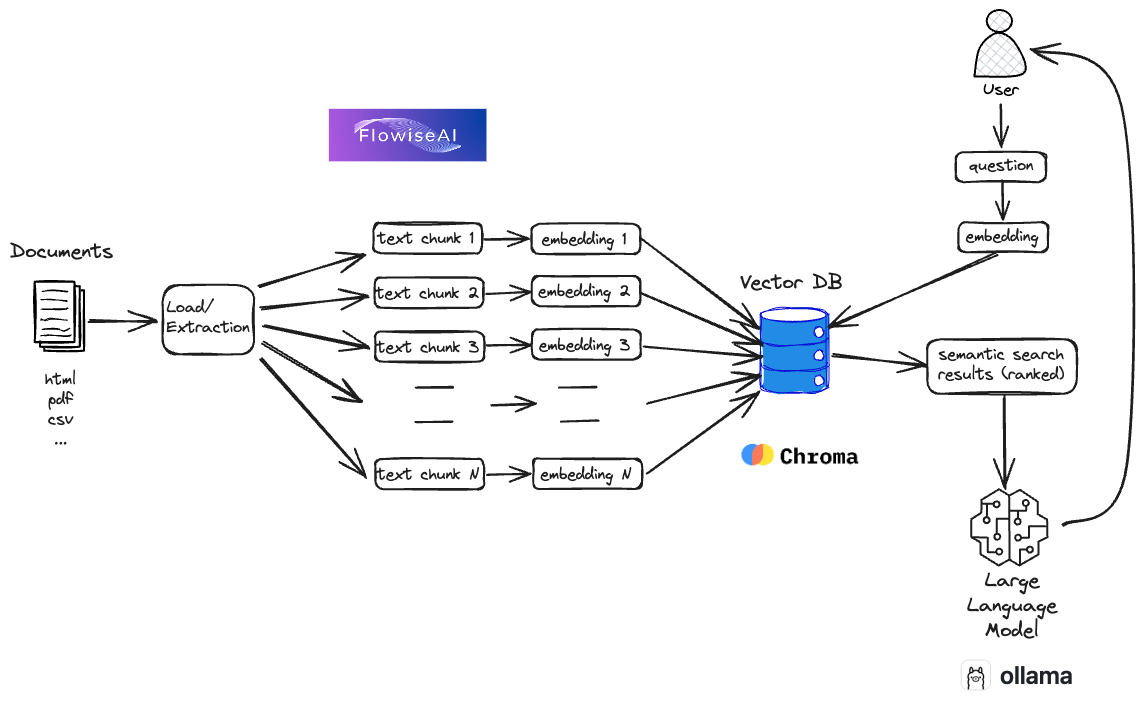 User
FlowiseAI
question
text chunk 1
embedding 1
embedding
Documents
Vector DB
text chunk 2
embedding 2
Load/
Extraction
text chunk 3
embedding 3
semantic search
results (ranked)
html
pdf
csv
...
Chroma
text chunk N
embedding N
Large
Language
Model
ollama